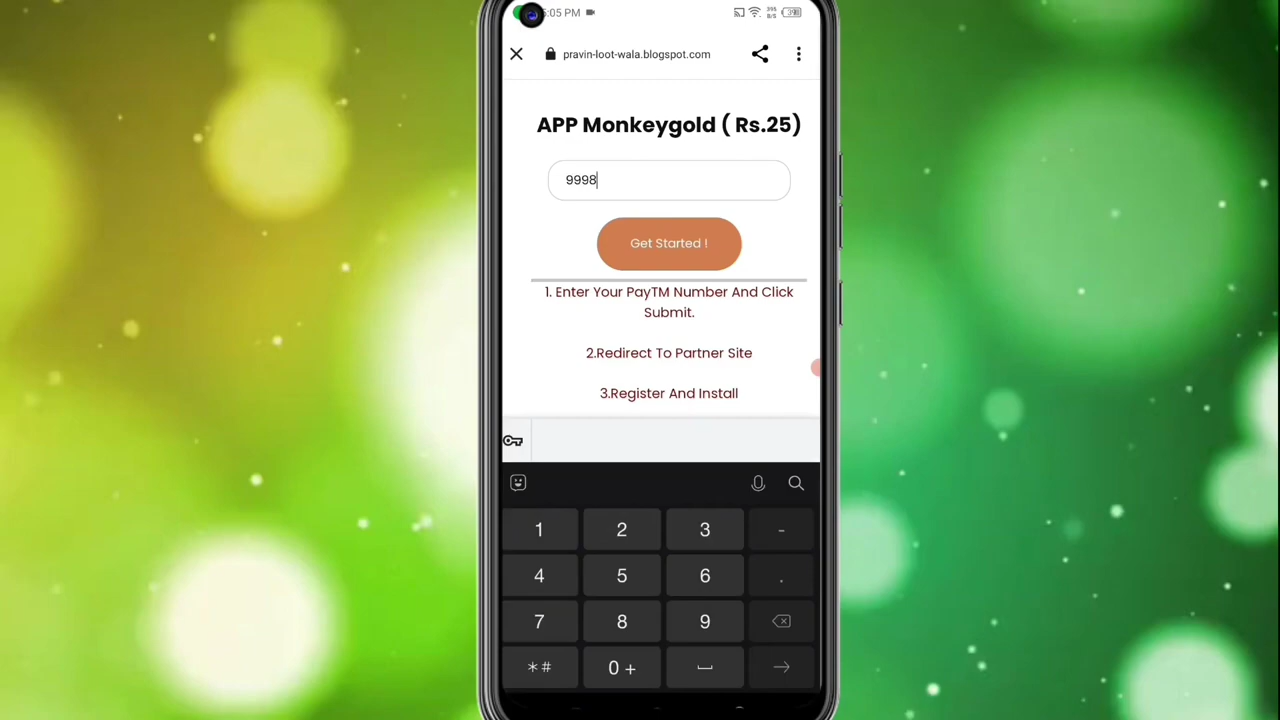 5:05 PM
395
B/S
39
pravin-loot-wala.blogspot.com
APP Monkeygold ( Rs.25)
9998
Get Started !
1. Enter Your PayTM Number And Click
Submit.
2.Redirect To Partner Site
3.Register And Install
1 2 3 -
4 5 6 .
7 8 9
*# 0 +